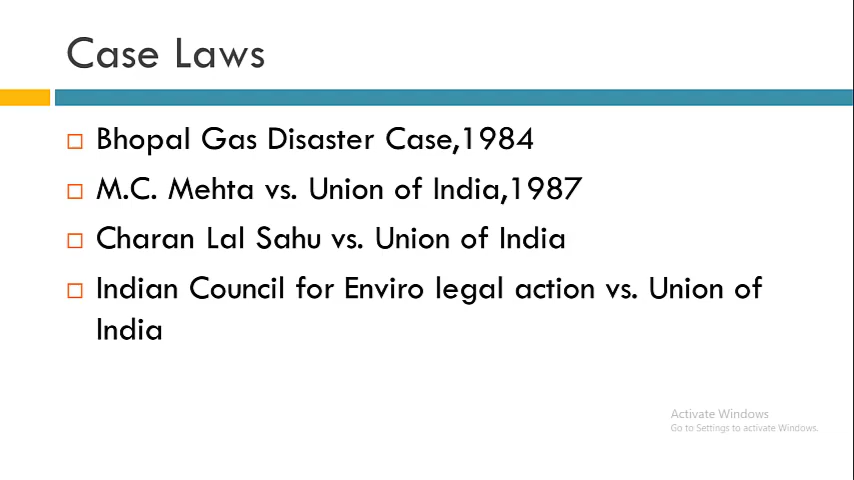 Case Laws
Bhopal Gas Disaster Case,1984
M.C. Mehta vs. Union of India,1987
Charan Lal Sahu vs. Union of India
Indian Council for Enviro legal action vs. Union of
India
Activate Windows
Go to Settings to activate Windows.